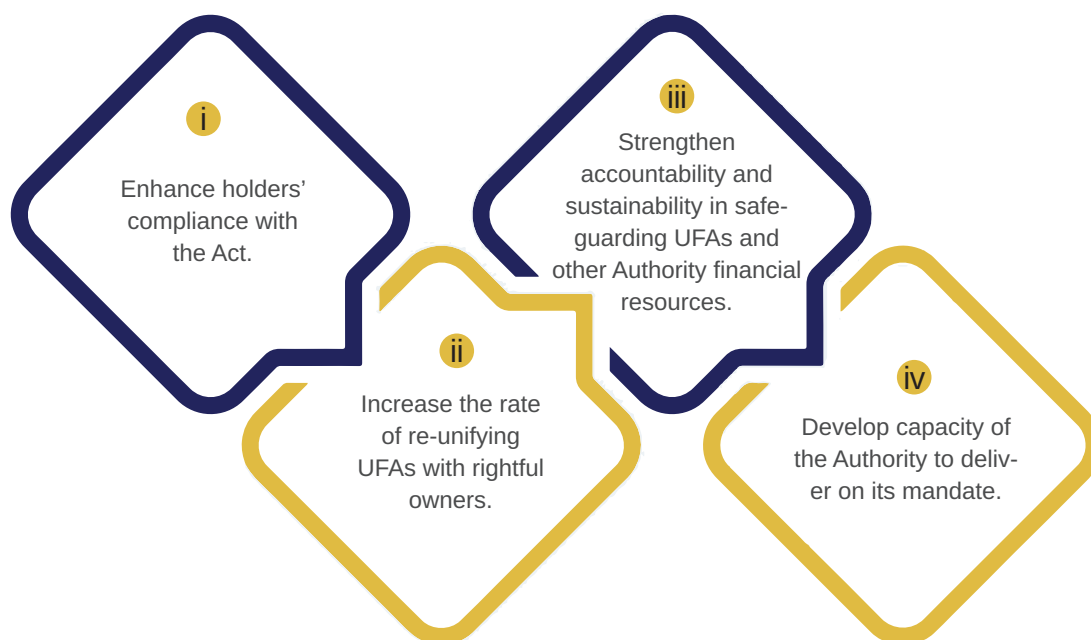 i
Enhance holders’
compliance with
the Act.
ii
Increase the rate
of re-unifying
UFAs with rightful
owners.
iii
Strengthen
accountability and
sustainability in safe-
guarding UFAs and
other Authority financial
resources.
iv
Develop capacity of
the Authority to deliv-
er on its mandate.